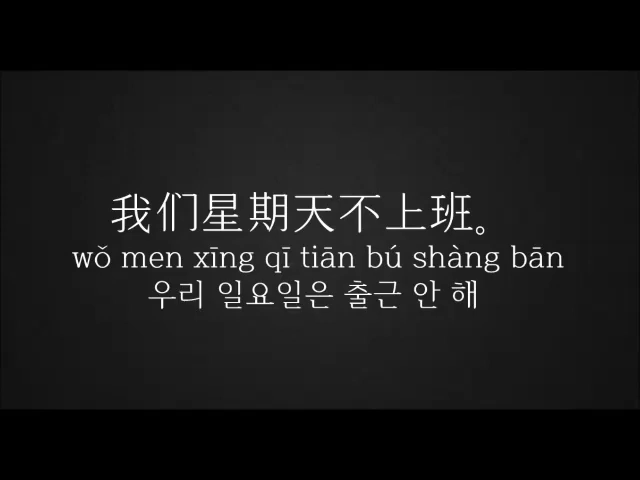 我们星期天不上班。
wǒ men xīng qī tiān bú shàng bān
우리 일요일은 출근 안 해